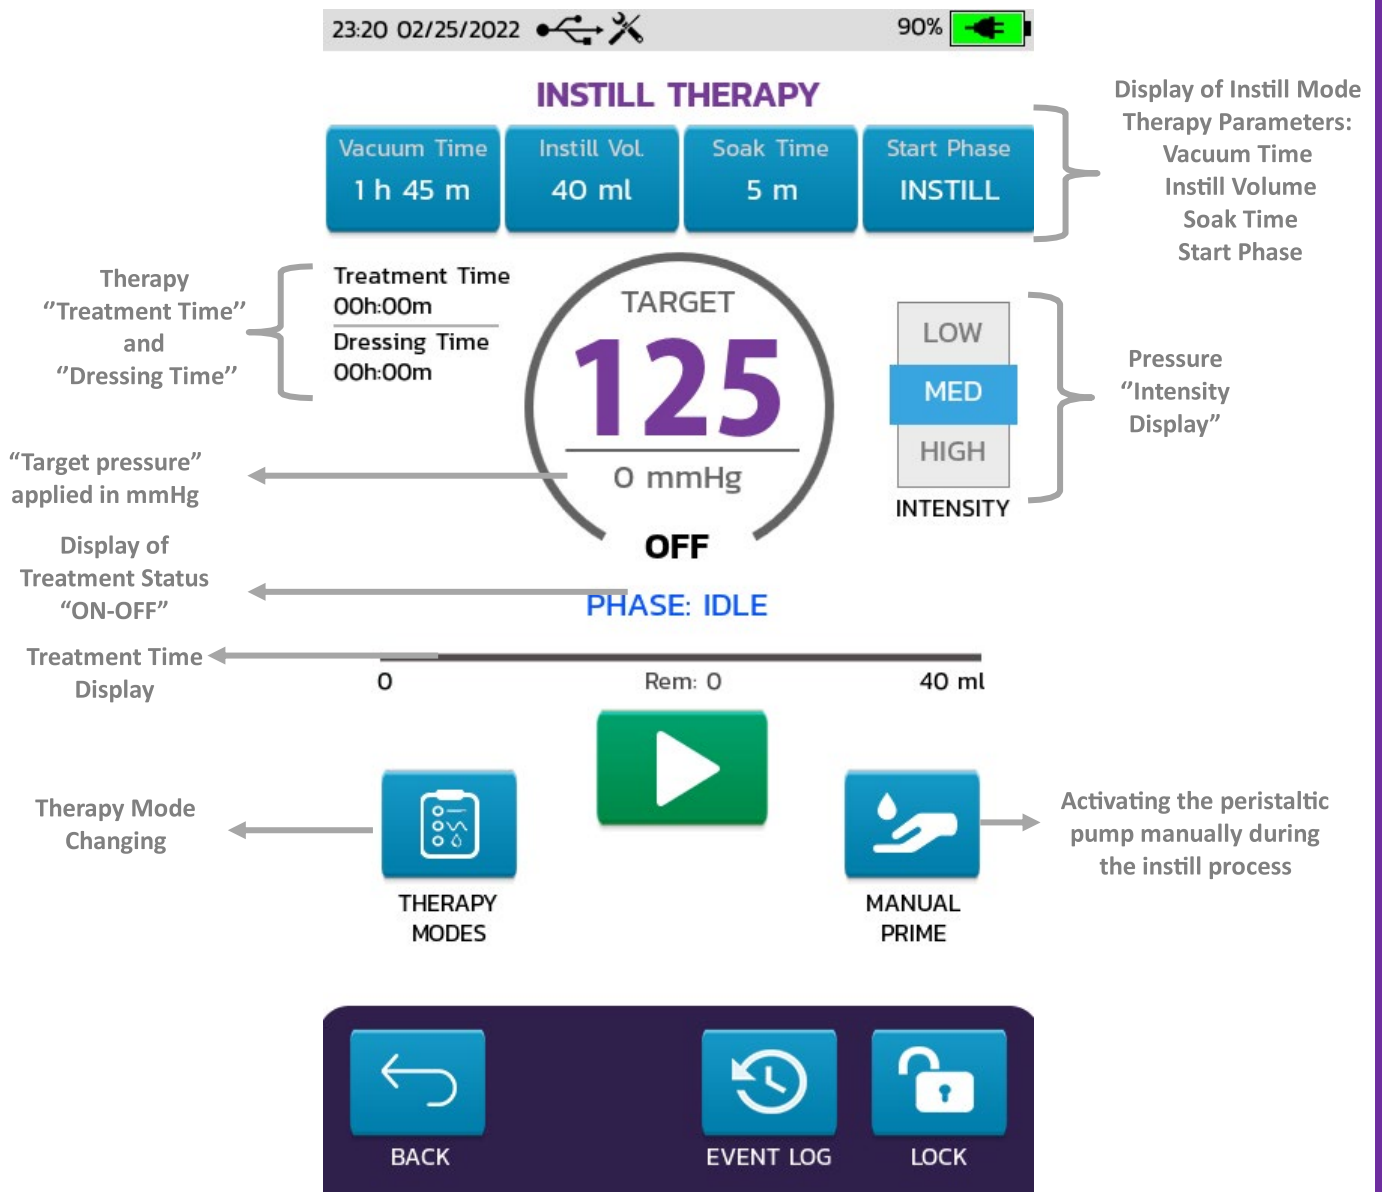 23:20 02/25/2022
90%
INSTILL THERAPY
Vacuum Time
1 h 45 m
Instill Vol.
40 ml
Soak Time
5 m
Start Phase
INSTILL
Display of Instill Mode
Therapy Parameters:
Vacuum Time
Instill Volume
Soak Time
Start Phase
Therapy
‘’Treatment Time’’
and
‘’Dressing Time’’
Treatment Time
00h:00m
Dressing Time
00h:00m
TARGET
125
0 mmHg
OFF
LOW
MED
HIGH
INTENSITY
Pressure
‘’Intensity
Display”
“Target pressure”
applied in mmHg
Display of
Treatment Status
“ON-OFF”
PHASE: IDLE
Treatment Time
Display
0
Rem: 0
40 ml
Therapy Mode
Changing
THERAPY
MODES
MANUAL
PRIME
Activating the peristaltic
pump manually during
the instill process
BACK
EVENT LOG
LOCK